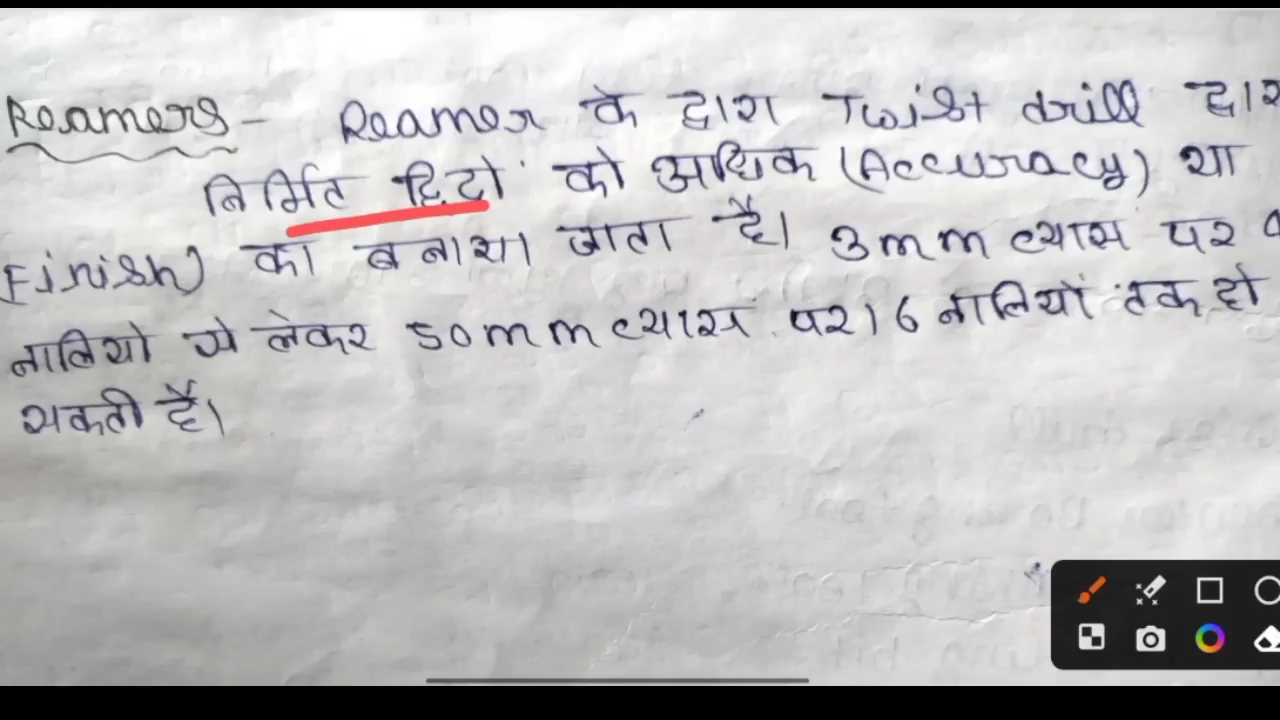 Reamers - Reamer के द्वारा Twist drill द्वार
निर्मित छिद्रों को अधिक (Accuracy) या
Finish) का बनाया जाता है। 3mm व्यास पर
नालियो से लेकर 50mm व्यास पर 16 नालियों तक हो
सकती है।